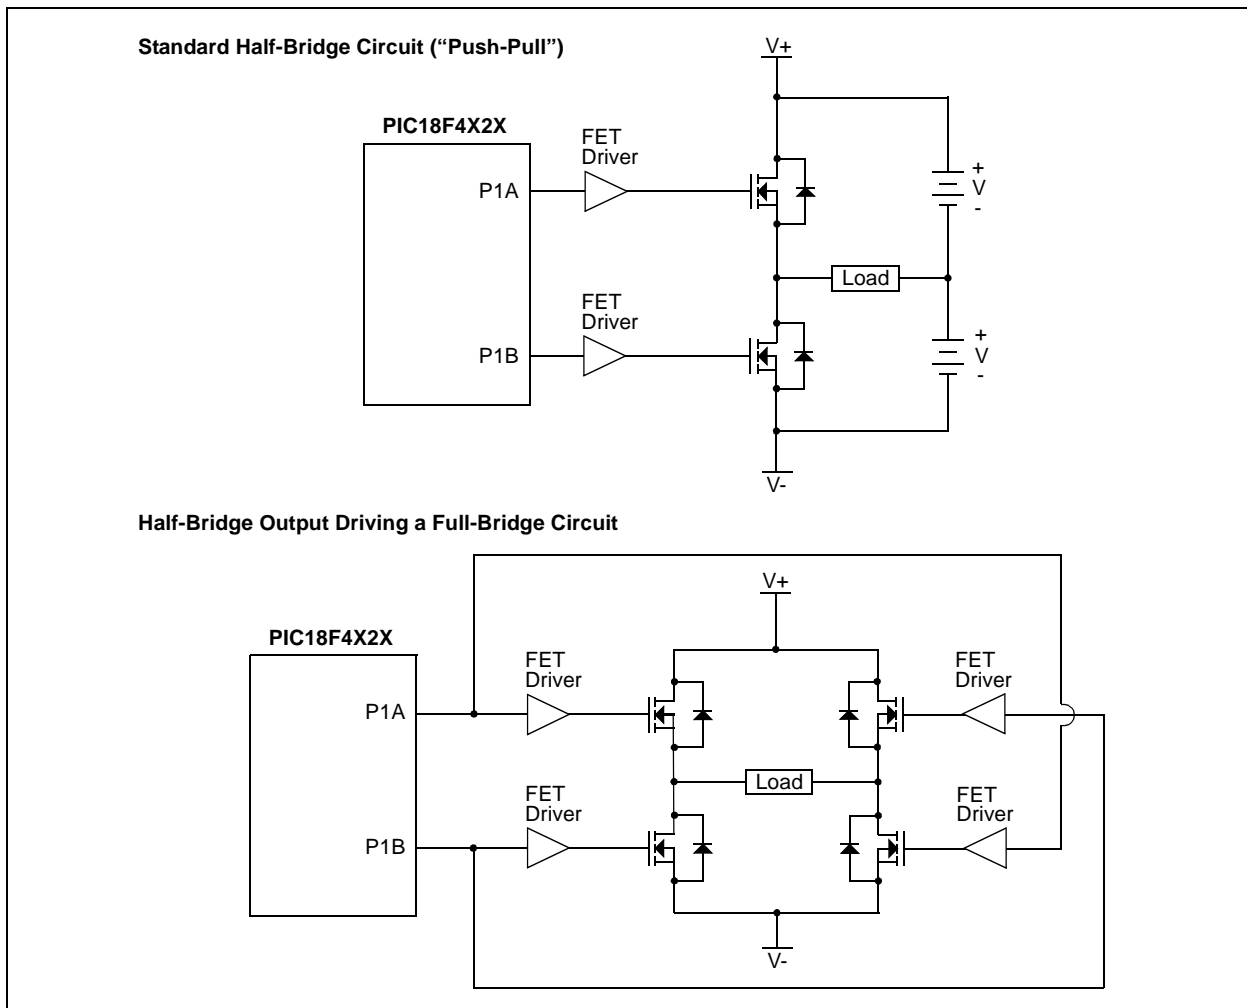 Standard Half-Bridge Circuit (“Push-Pull”)
V+
PIC18F4X2X
FET
Driver
P1A
+
V
-
Load
FET
Driver
P1B
+
V
-
V-
Half-Bridge Output Driving a Full-Bridge Circuit
V+
PIC18F4X2X
FET
Driver
FET
Driver
P1A
Load
FET
Driver
FET
Driver
P1B
V-